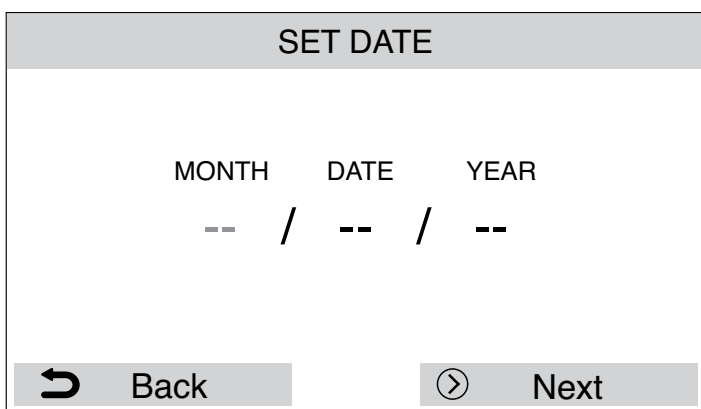 SET DATE
MONTH DATE YEAR
-- / -- / --
Back Next